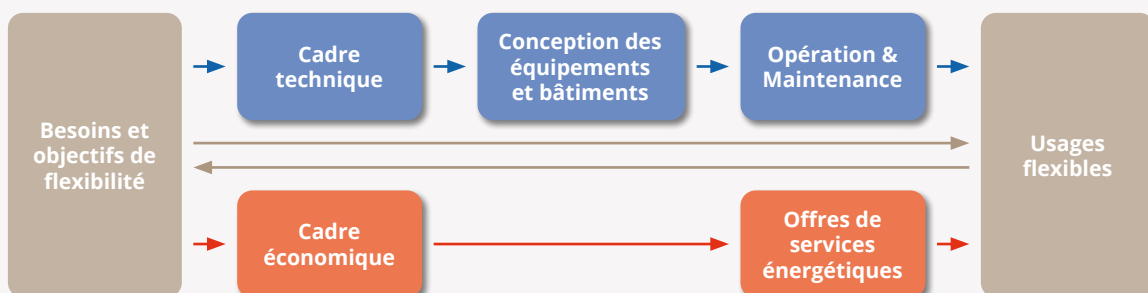 Besoins et
objectifs de
flexibilité
Cadre
technique
Conception des
équipements
et bâtiments
Opération &
Maintenance
Cadre
économique
Offres de
services
énergétiques
Usages
flexibles